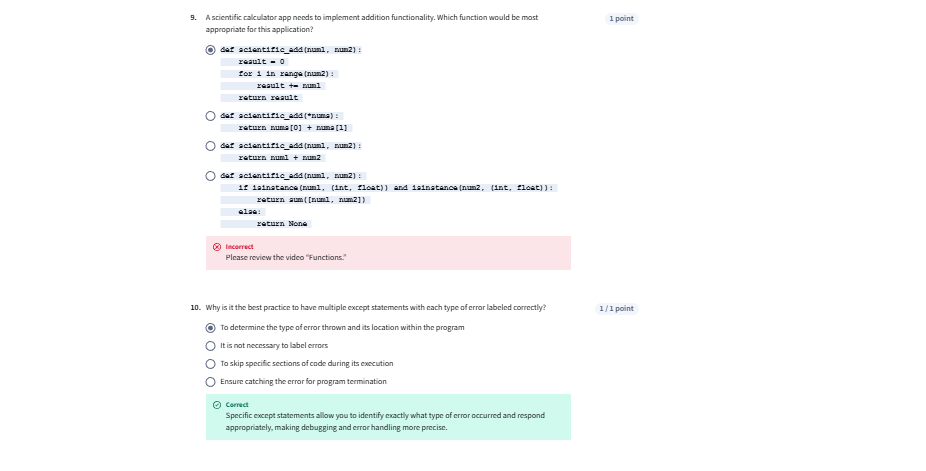 9. A scientific calculator app needs to implement addition functionality. Which function would be most 1 point
appropriate for this application?
def scientific_add(num1, num2):
    result = 0
    for i in range(num2):
        result += num1
    return result
def scientific_add(*nums):
    return nums[0] + nums[1]
def scientific_add(num1, num2):
    return num1 + num2
def scientific_add(num1, num2):
    if isinstance(num1, (int, float)) and isinstance(num2, (int, float)):
        return sum([num1, num2])
    else:
        return None
Incorrect
Please review the video "Functions."
10. Why is it the best practice to have multiple except statements with each type of error labeled correctly? 1 / 1 point
To determine the type of error thrown and its location within the program
It is not necessary to label errors
To skip specific sections of code during its execution
Ensure catching the error for program termination
Correct
Specific except statements allow you to identify exactly what type of error occurred and respond
appropriately, making debugging and error handling more precise.